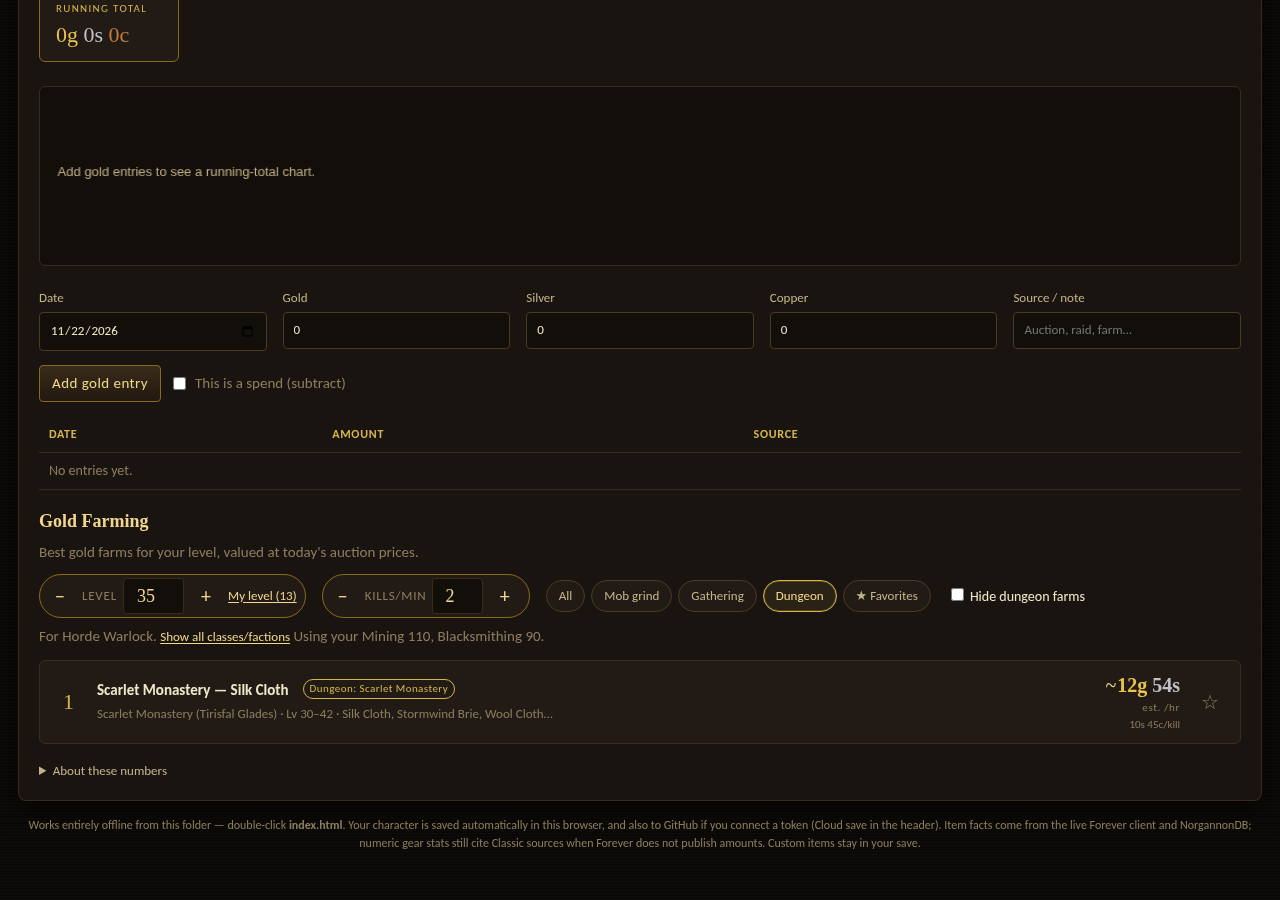 RUNNING TOTAL
0g 0s 0c
Add gold entries to see a running-total chart.
Date Gold Silver Copper Source / note
11/22/2026 0 0 0 Auction, raid, farm...
Add gold entry This is a spend (subtract)
DATE AMOUNT SOURCE
No entries yet.
Gold Farming
Best gold farms for your level, valued at today's auction prices.
− LEVEL 35 + My level (13) − KILLS/MIN 2 + All Mob grind Gathering Dungeon ★ Favorites Hide dungeon farms
For Horde Warlock. Show all classes/factions Using your Mining 110, Blacksmithing 90.
1 Scarlet Monastery — Silk Cloth Dungeon: Scarlet Monastery ~12g 54s ☆
Scarlet Monastery (Tirisfal Glades) · Lv 30–42 · Silk Cloth, Stormwind Brie, Wool Cloth... est. /hr
10s 45c/kill
▶ About these numbers
Works entirely offline from this folder — double-click index.html. Your character is saved automatically in this browser, and also to GitHub if you connect a token (Cloud save in the header). Item facts come from the live Forever client and NorgannonDB;
numeric gear stats still cite Classic sources when Forever does not publish amounts. Custom items stay in your save.